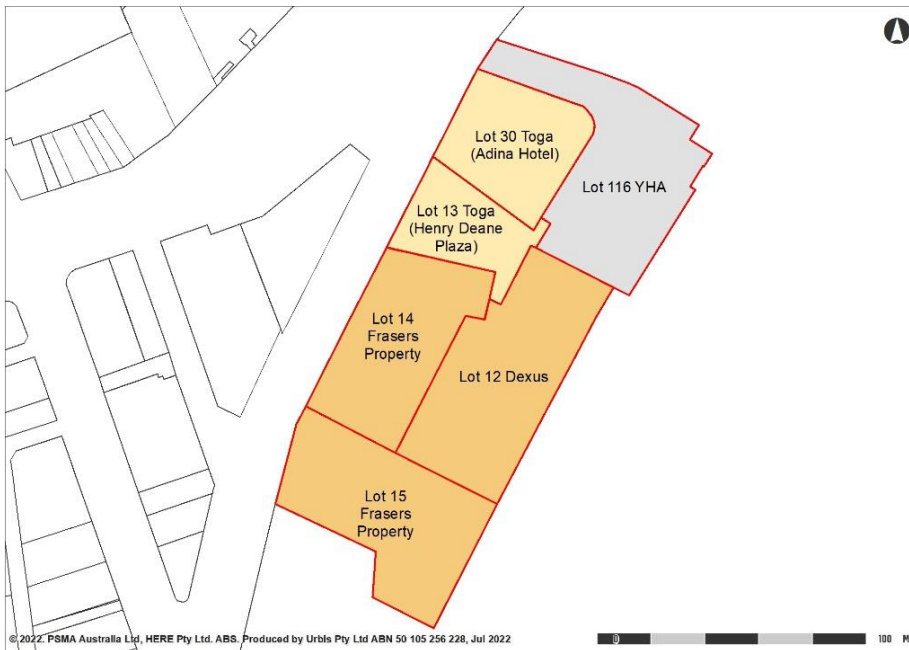 Lot 30 Toga
(Adina Hotel)
Lot 116 YHA
Lot 13 Toga
(Henry Deane
Plaza)
Lot 14
Frasers
Property
Lot 12 Dexus
Lot 15
Frasers
Property
© 2022. PSMA Australia Ltd, HERE Pty Ltd. ABS. Produced by Urbis Pty Ltd ABN 50 105 256 228, Jul 2022
0 100 M